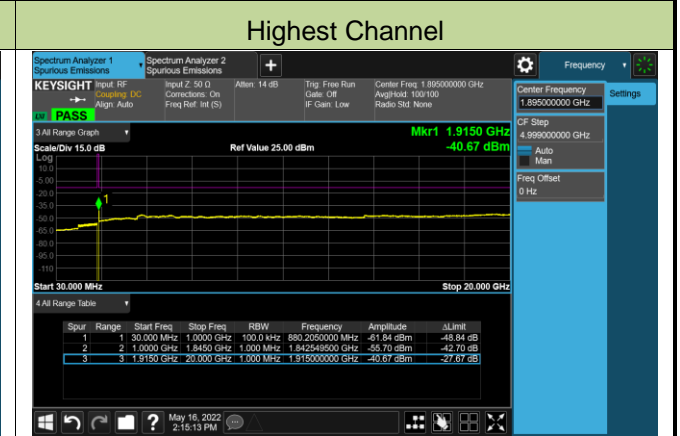 Highest Channel
Spectrum Analyzer 1
Spurious Emissions
Spectrum Analyzer 2
Spurious Emissions
+
Frequency
KEYSIGHT
Input: RF
Coupling: DC
Align: Auto
Input Z: 50 Ω
Corrections: On
Freq Ref: Int (S)
Atten: 14 dB
Trig: Free Run
Gate: Off
IF Gain: Low
Center Freq: 1.895000000 GHz
Avg|Hold: 100/100
Radio Std: None
PASS
Center Frequency
1.895000000 GHz
Settings
CF Step
4.999000000 GHz
Auto
Man
Freq Offset
0 Hz
3 All Range Graph
Mkr1 1.9150 GHz
Scale/Div 15.0 dB
Ref Value 25.00 dBm
-40.67 dBm
Log
10.0
-5.00
-20.0
-35.0
-50.0
-65.0
-80.0
-95.0
-110
1
Start 30.000 MHz
Stop 20.000 GHz
4 All Range Table
Spur Range Start Freq Stop Freq RBW Frequency Amplitude ΔLimit
1 1 30.000 MHz 1.0000 GHz 100.0 kHz 880.2050000 MHz -61.84 dBm -48.84 dB
2 2 1.0000 GHz 1.8450 GHz 1.000 MHz 1.842549500 GHz -55.70 dBm -42.70 dB
3 3 1.9150 GHz 20.000 GHz 1.000 MHz 1.915000000 GHz -40.67 dBm -27.67 dB
?
May 16, 2022
2:15:13 PM